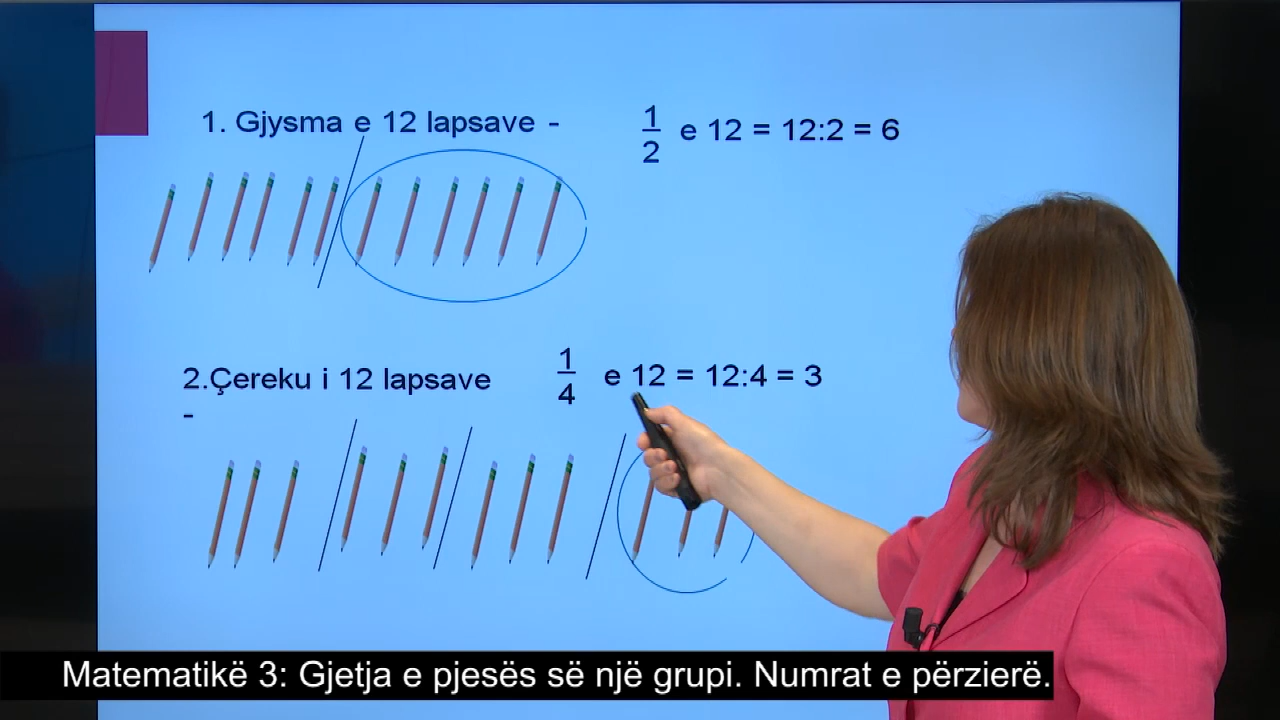 1. Gjysma e 12 lapsave -
1/2 e 12 = 12:2 = 6
2.Çereku i 12 lapsave
-
1/4 e 12 = 12:4 = 3
Matematikë 3: Gjetja e pjesës së një grupi. Numrat e përzierë.